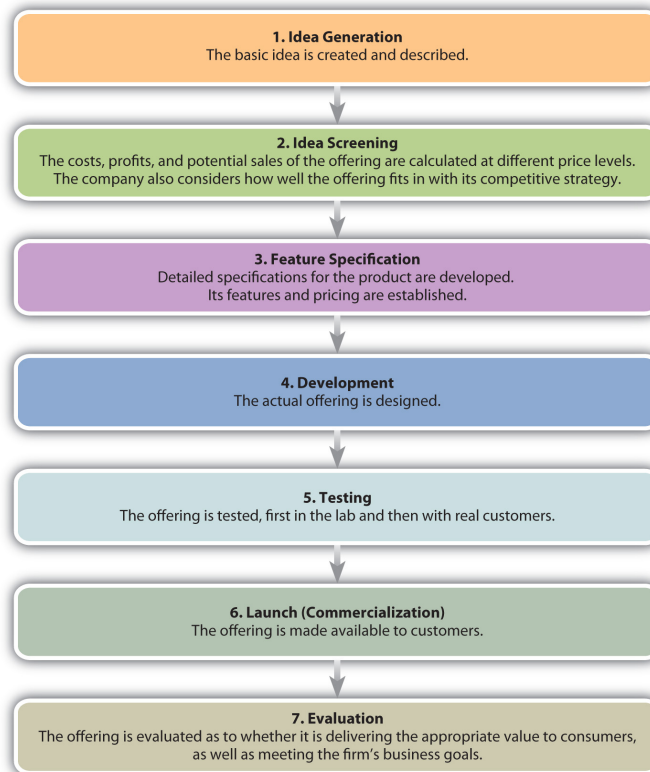 1. Idea Generation
The basic idea is created and described.
2. Idea Screening
The costs, profits, and potential sales of the offering are calculated at different price levels.
The company also considers how well the offering fits in with its competitive strategy.
3. Feature Specification
Detailed specifications for the product are developed.
Its features and pricing are established.
4. Development
The actual offering is designed.
5. Testing
The offering is tested, first in the lab and then with real customers.
6. Launch (Commercialization)
The offering is made available to customers.
7. Evaluation
The offering is evaluated as to whether it is delivering the appropriate value to consumers,
as well as meeting the firm’s business goals.